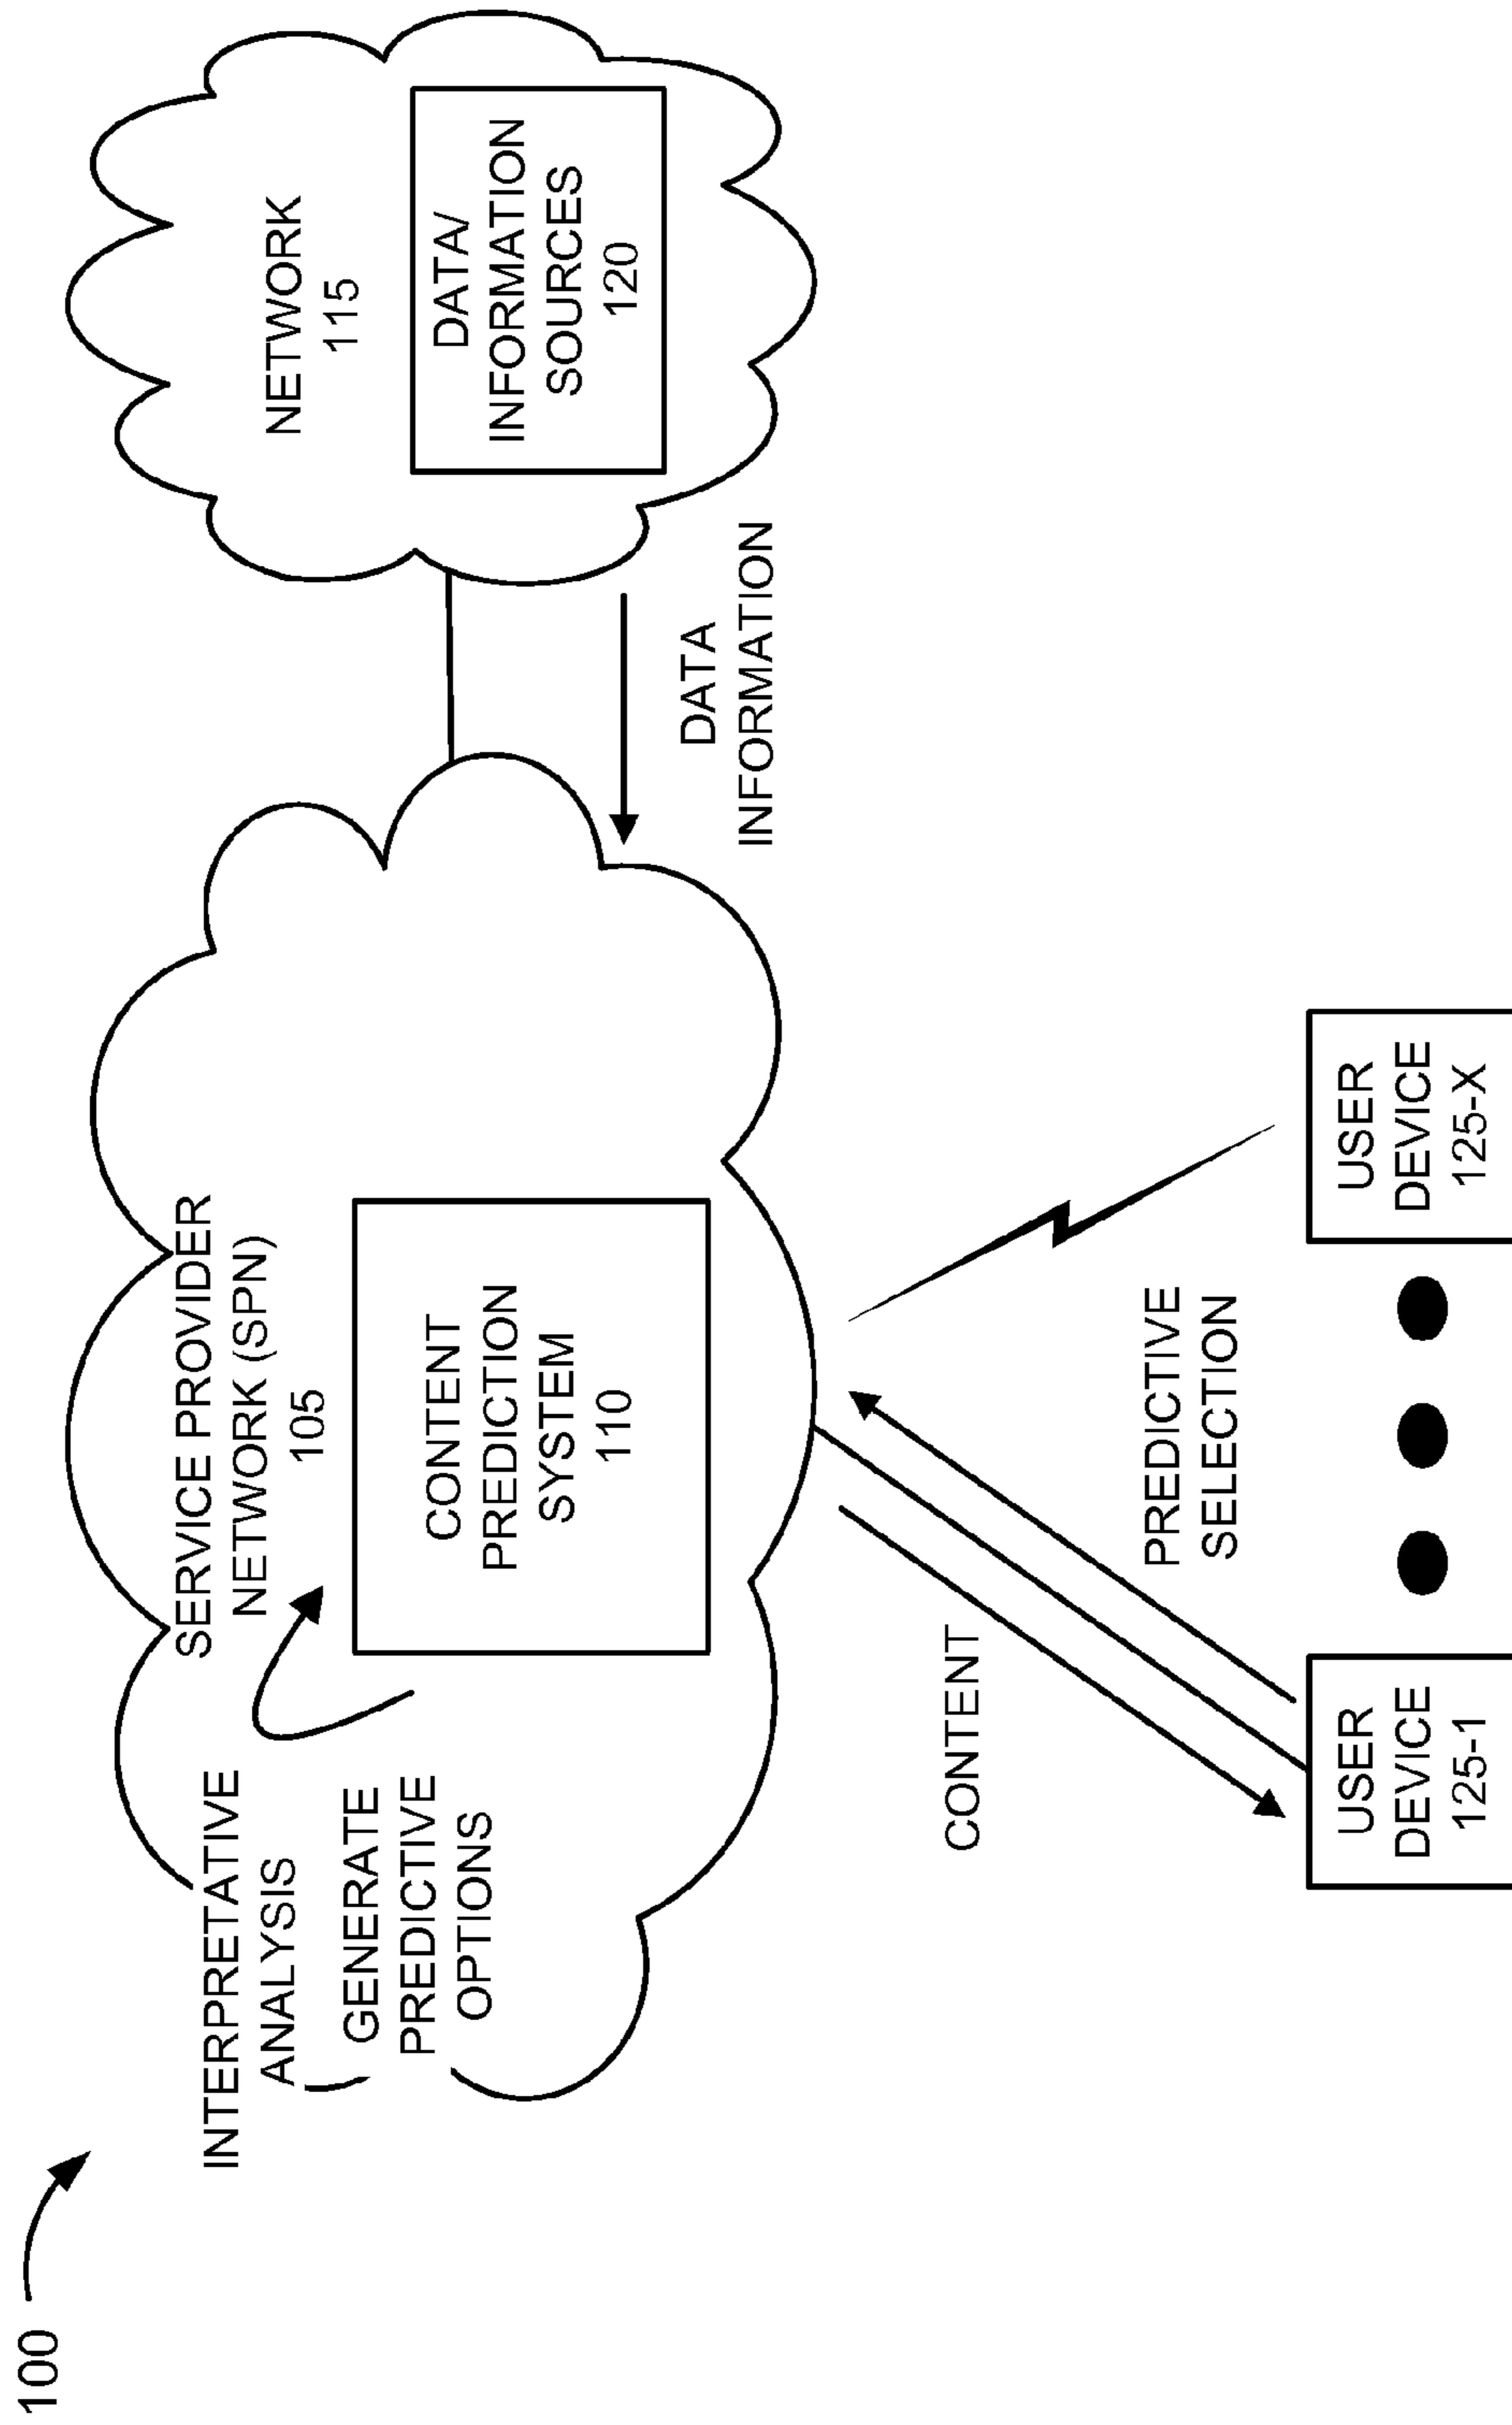 100
INTERPRETATIVE
ANALYSIS
GENERATE
PREDICTIVE
OPTIONS
SERVICE PROVIDER
NETWORK (SPN)
105
CONTENT
PREDICTION
SYSTEM
110
NETWORK
115
DATA/
INFORMATION
SOURCES
120
DATA
INFORMATION
CONTENT
PREDICTIVE
SELECTION
USER
DEVICE
125-1
USER
DEVICE
125-X